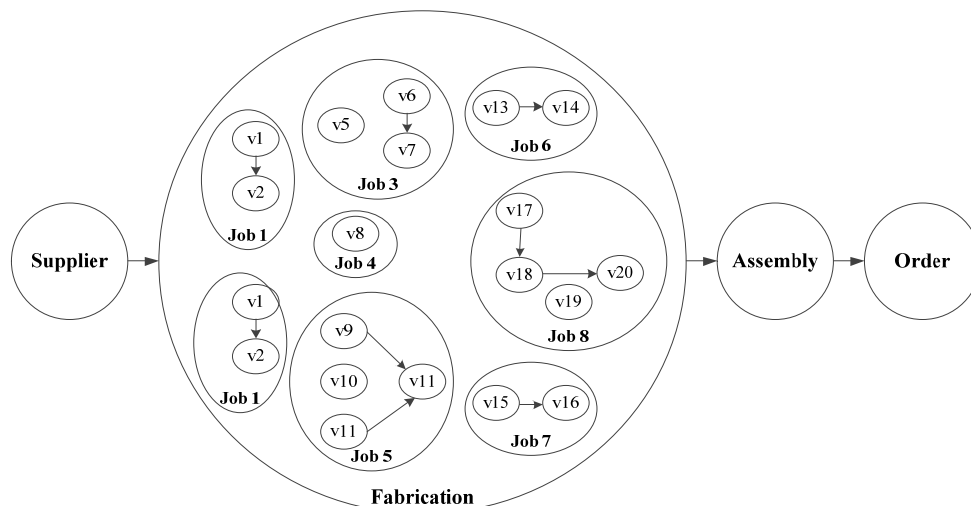 Supplier
v1
v2
Job 1
v1
v2
Job 1
v5
v6
v7
Job 3
v8
Job 4
v9
v10
v11
v11
Job 5
v13
v14
Job 6
v17
v18
v20
v19
Job 8
v15
v16
Job 7
Fabrication
Assembly
Order